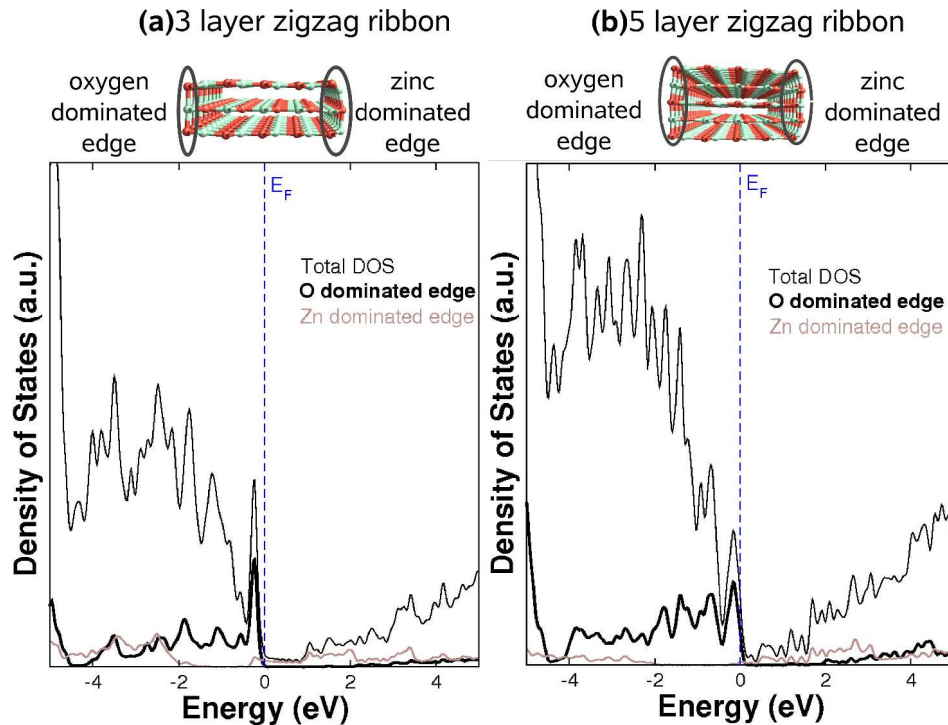 (a)3 layer zigzag ribbon
oxygen
dominated
edge
zinc
dominated
edge
E_F
Total DOS
O dominated edge
Zn dominated edge
Density of States (a.u.)
-4 -2 0 2 4
Energy (eV)
(b)5 layer zigzag ribbon
oxygen
dominated
edge
zinc
dominated
edge
E_F
Total DOS
O dominated edge
Zn dominated edge
Density of States (a.u.)
-4 -2 0 2 4
Energy (eV)